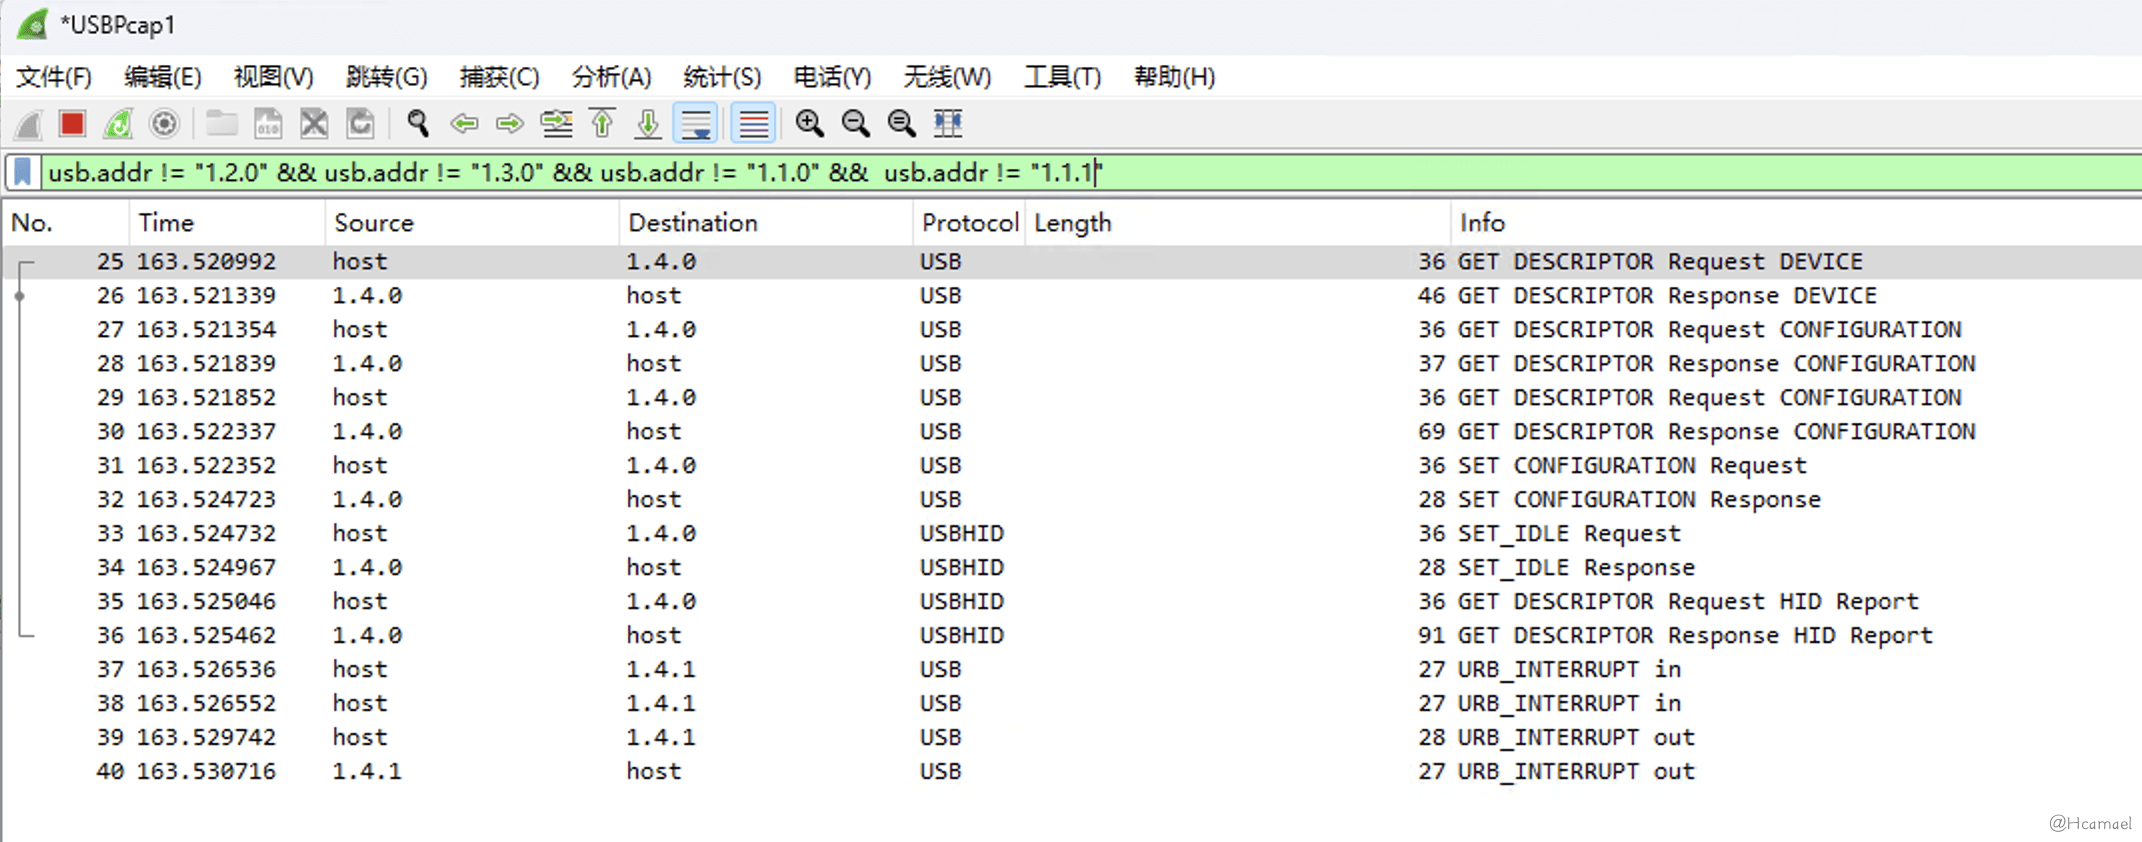 *USBPcap1
文件(F) 编辑(E) 视图(V) 跳转(G) 捕获(C) 分析(A) 统计(S) 电话(Y) 无线(W) 工具(T) 帮助(H)
usb.addr != "1.2.0" && usb.addr != "1.3.0" && usb.addr != "1.1.0" &&  usb.addr != "1.1.1"
No. Time Source Destination Protocol Length Info
25 163.520992 host 1.4.0 USB 36 GET DESCRIPTOR Request DEVICE
26 163.521339 1.4.0 host USB 46 GET DESCRIPTOR Response DEVICE
27 163.521354 host 1.4.0 USB 36 GET DESCRIPTOR Request CONFIGURATION
28 163.521839 1.4.0 host USB 37 GET DESCRIPTOR Response CONFIGURATION
29 163.521852 host 1.4.0 USB 36 GET DESCRIPTOR Request CONFIGURATION
30 163.522337 1.4.0 host USB 69 GET DESCRIPTOR Response CONFIGURATION
31 163.522352 host 1.4.0 USB 36 SET CONFIGURATION Request
32 163.524723 1.4.0 host USB 28 SET CONFIGURATION Response
33 163.524732 host 1.4.0 USBHID 36 SET_IDLE Request
34 163.524967 1.4.0 host USBHID 28 SET_IDLE Response
35 163.525046 host 1.4.0 USBHID 36 GET DESCRIPTOR Request HID Report
36 163.525462 1.4.0 host USBHID 91 GET DESCRIPTOR Response HID Report
37 163.526536 host 1.4.1 USB 27 URB_INTERRUPT in
38 163.526552 host 1.4.1 USB 27 URB_INTERRUPT in
39 163.529742 host 1.4.1 USB 28 URB_INTERRUPT out
40 163.530716 1.4.1 host USB 27 URB_INTERRUPT out
@Hcamael